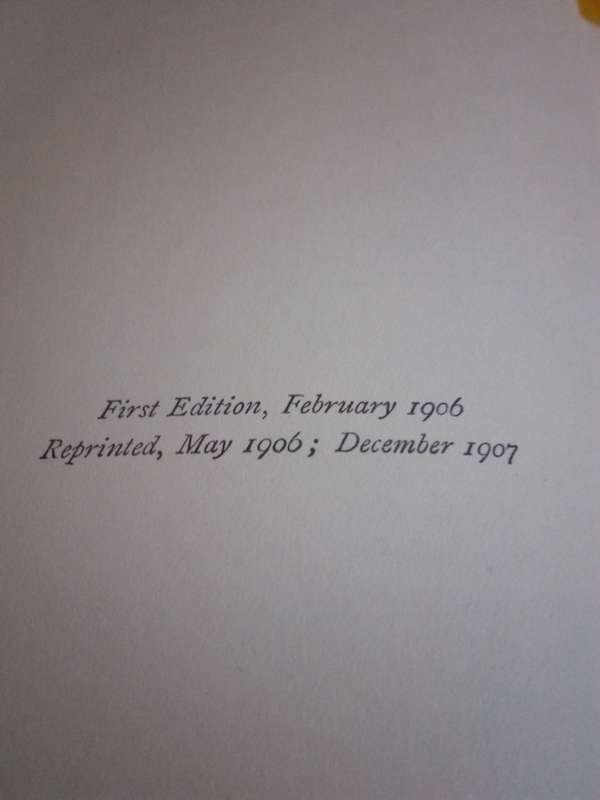 First Edition, February 1906
Reprinted, May 1906; December 1907